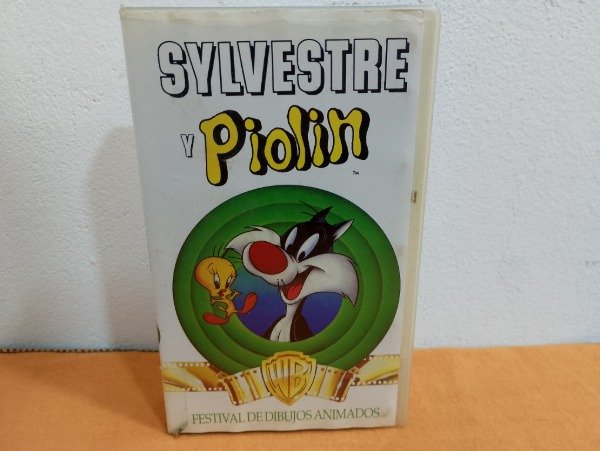 SYLVESTRE
Y Piolin
TM
WB
FESTIVAL DE DIBUJOS ANIMADOS